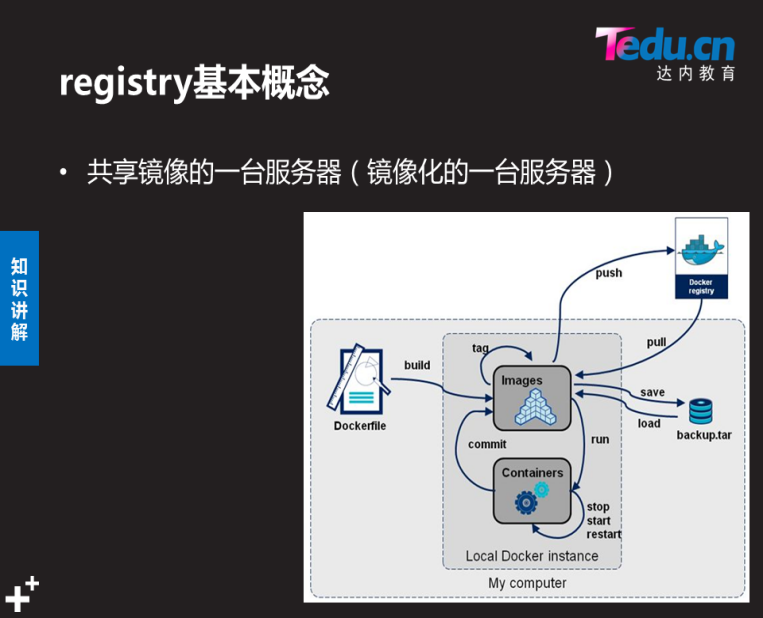 Tedu.cn
达内教育
registry基本概念
• 共享镜像的一台服务器（镜像化的一台服务器）
知识讲解
Docker
registry
push
pull
tag
build
Images
save
load
Dockerfile
backup.tar
commit
run
Containers
stop
start
restart
Local Docker instance
My computer